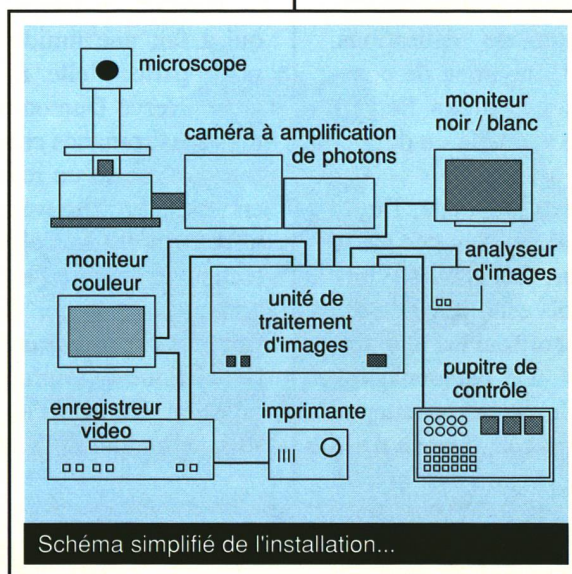 microscope
caméra à amplification
de photons
moniteur
noir / blanc
moniteur
couleur
analyseur
d'images
unité de
traitement
d'images
pupitre de
contrôle
enregistreur
video
imprimante
Schéma simplifié de l'installation...